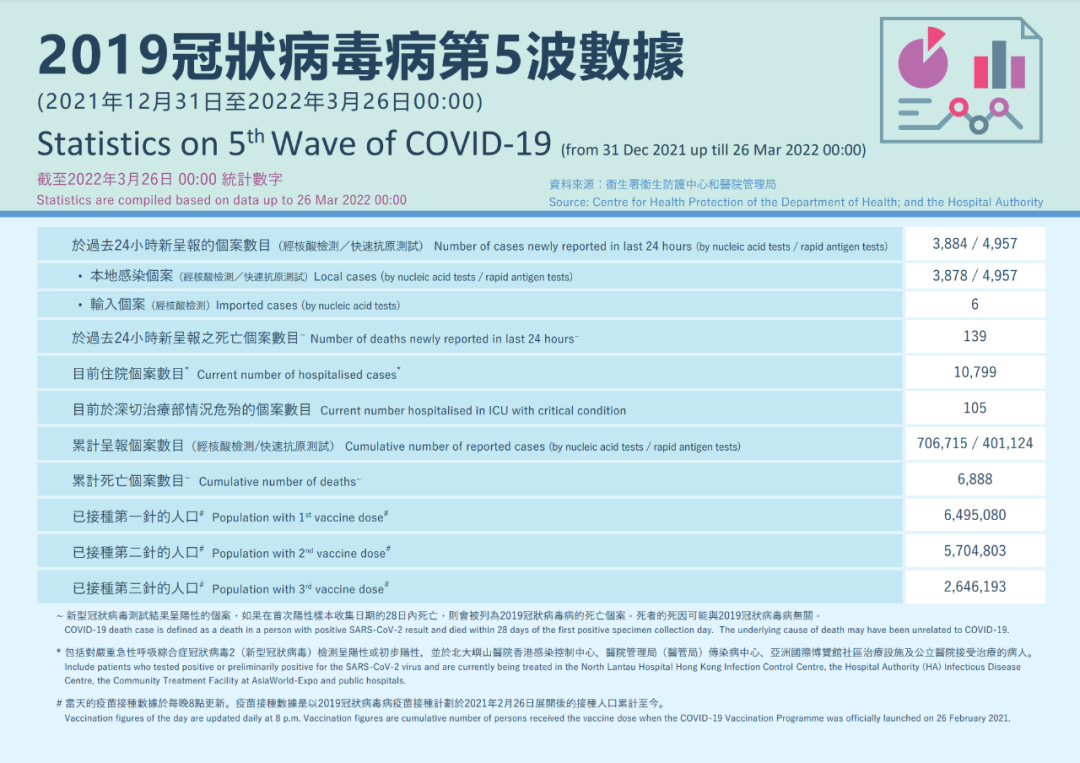 2019冠狀病毒病第5波數據
(2021年12月31日至2022年3月26日00:00)
Statistics on 5th Wave of COVID-19 (from 31 Dec 2021 up till 26 Mar 2022 00:00)
截至2022年3月26日 00:00 統計數字
Statistics are compiled based on data up to 26 Mar 2022 00:00
資料來源：衞生署衞生防護中心和醫院管理局
Source: Centre for Health Protection of the Department of Health; and the Hospital Authority
於過去24小時新呈報的個案數目（經核酸檢測／快速抗原測試） Number of cases newly reported in last 24 hours (by nucleic acid tests / rapid antigen tests) 3,884 / 4,957
• 本地感染個案（經核酸檢測／快速抗原測試）Local cases (by nucleic acid tests / rapid antigen tests) 3,878 / 4,957
• 輸入個案（經核酸檢測）Imported cases (by nucleic acid tests) 6
於過去24小時新呈報之死亡個案數目~ Number of deaths newly reported in last 24 hours~ 139
目前住院個案數目* Current number of hospitalised cases* 10,799
目前於深切治療部情況危殆的個案數目 Current number hospitalised in ICU with critical condition 105
累計呈報個案數目（經核酸檢測/快速抗原測試） Cumulative number of reported cases (by nucleic acid tests / rapid antigen tests) 706,715 / 401,124
累計死亡個案數目~ Cumulative number of deaths~ 6,888
已接種第一針的人口# Population with 1st vaccine dose# 6,495,080
已接種第二針的人口# Population with 2nd vaccine dose# 5,704,803
已接種第三針的人口# Population with 3rd vaccine dose# 2,646,193
~ 新型冠狀病毒測試結果呈陽性的個案，如果在首次陽性樣本收集日期的28日內死亡，則會被列為2019冠狀病毒病的死亡個案。死者的死因可能與2019冠狀病毒病無關。
COVID-19 death case is defined as a death in a person with positive SARS-CoV-2 result and died within 28 days of the first positive specimen collection day. The underlying cause of death may have been unrelated to COVID-19.
* 包括對嚴重急性呼吸綜合症冠狀病毒2（新型冠狀病毒）檢測呈陽性或初步陽性，並於北大嶼山醫院香港感染控制中心、醫院管理局（醫管局）傳染病中心、亞洲國際博覽館社區治療設施及公立醫院接受治療的病人。
Include patients who tested positive or preliminarily positive for the SARS-CoV-2 virus and are currently being treated in the North Lantau Hospital Hong Kong Infection Control Centre, the Hospital Authority (HA) Infectious Disease
Centre, the Community Treatment Facility at AsiaWorld-Expo and public hospitals.
# 當天的疫苗接種數據於每晚8點更新。疫苗接種數據是以2019冠狀病毒病疫苗接種計劃於2021年2月26日展開後的接種人口累計至今。
Vaccination figures of the day are updated daily at 8 p.m. Vaccination figures are cumulative number of persons received the vaccine dose when the COVID-19 Vaccination Programme was officially launched on 26 February 2021.